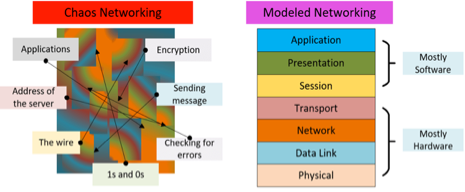 Chaos Networking
Applications
Encryption
Address of
the server
Sending
message
The wire
Checking for
errors
1s and 0s
Modeled Networking
Application
Presentation
Session
Transport
Network
Data Link
Physical
Mostly
Software
Mostly
Hardware